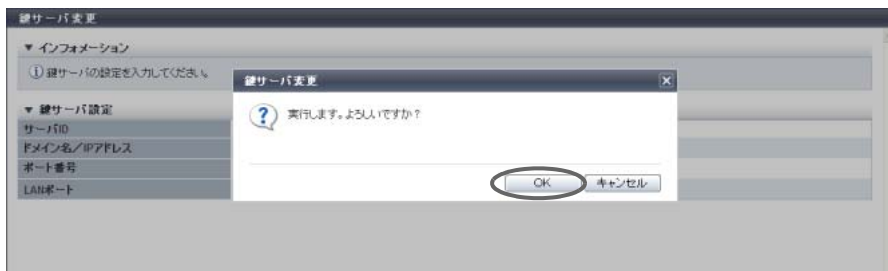 鍵サーバ変更
▼ インフォメーション
鍵サーバの設定を入力してください。
鍵サーバ変更
実行します。よろしいですか？
OK
キャンセル
▼ 鍵サーバ設定
サーバID
ドメイン名／IPアドレス
ポート番号
LANポート